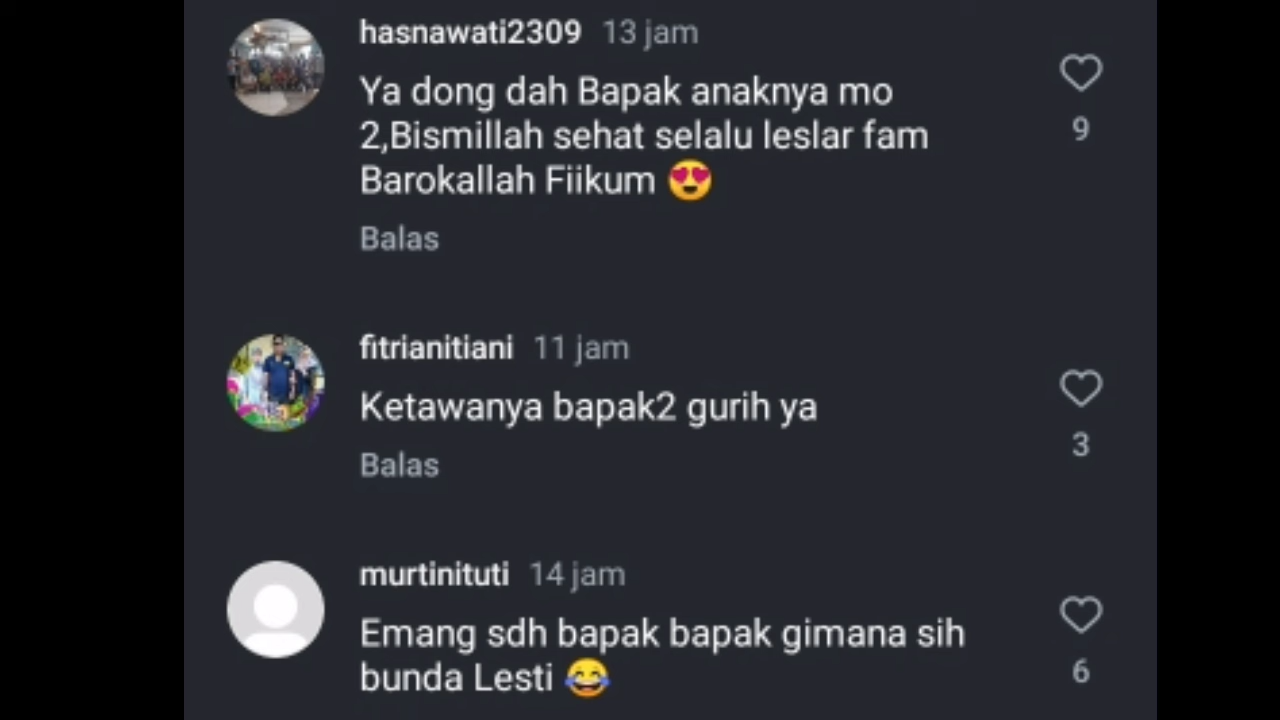 hasnawati2309 13 jam
Ya dong dah Bapak anaknya mo
2,Bismillah sehat selalu leslar fam
Barokallah Fiikum 😍
9
Balas
fitrianitiani 11 jam
Ketawanya bapak2 gurih ya
3
Balas
murtinituti 14 jam
Emang sdh bapak bapak gimana sih
bunda Lesti 😂
6